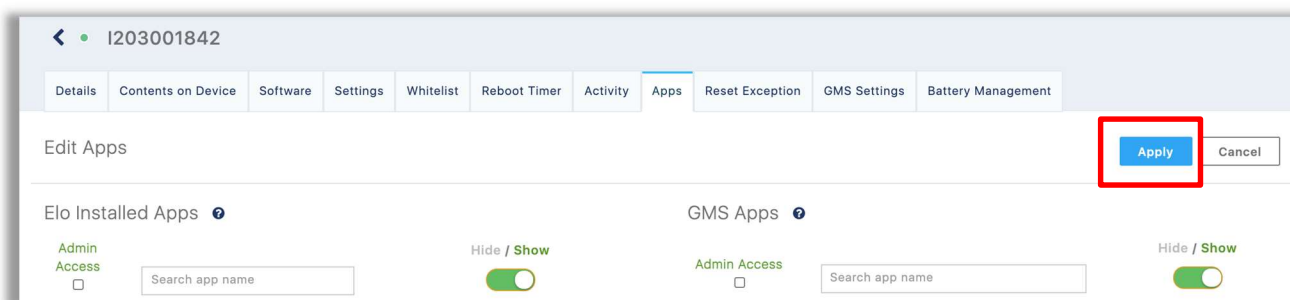 I203001842
Details Contents on Device Software Settings Whitelist Reboot Timer Activity Apps Reset Exception GMS Settings Battery Management
Edit Apps Apply Cancel
Elo Installed Apps ? GMS Apps ?
Admin Access Search app name Hide / Show Admin Access Search app name Hide / Show